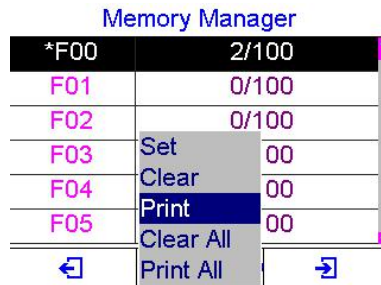 Memory Manager
*F00 2/100
F01 0/100
F02 0/100
F03 00
F04 00
F05 00
Set
Clear
Print
Clear All
Print All